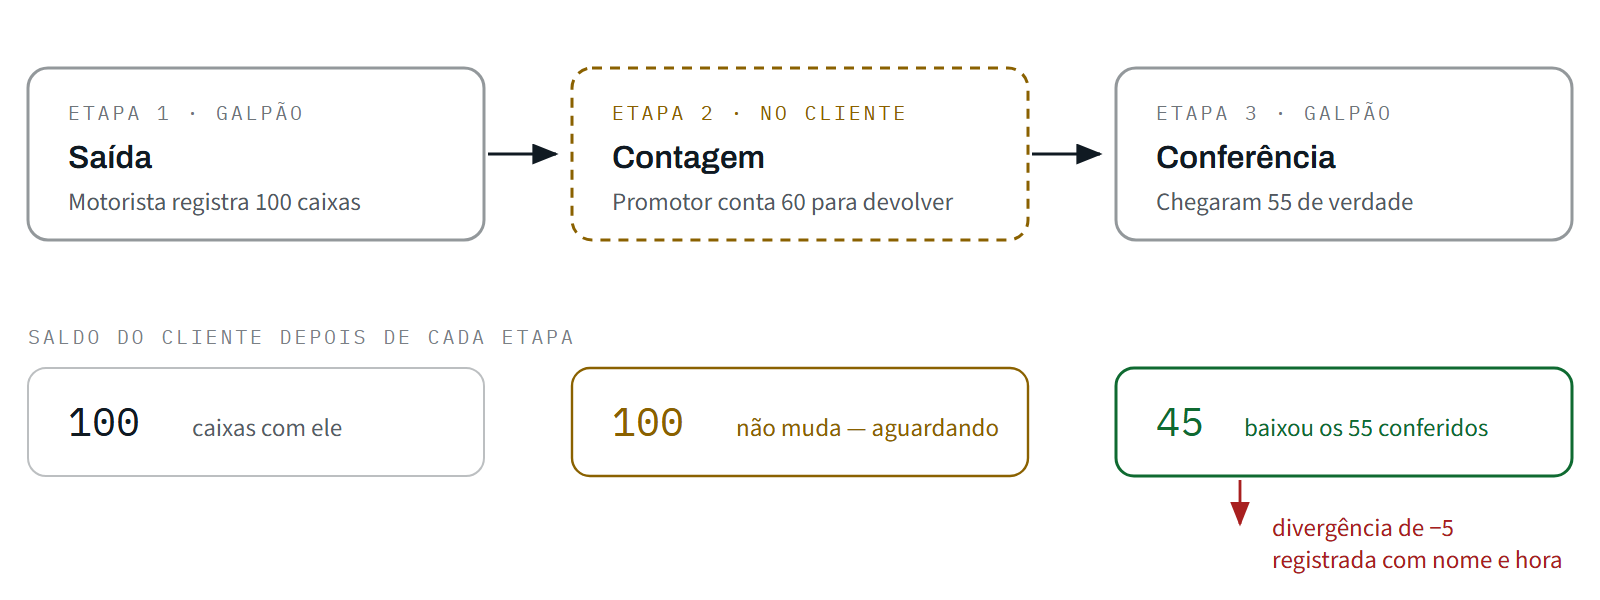 ETAPA 1 · GALPÃO
Saída
Motorista registra 100 caixas
ETAPA 2 · NO CLIENTE
Contagem
Promotor conta 60 para devolver
ETAPA 3 · GALPÃO
Conferência
Chegaram 55 de verdade
SALDO DO CLIENTE DEPOIS DE CADA ETAPA
100 caixas com ele
100 não muda — aguardando
45 baixou os 55 conferidos
divergência de −5
registrada com nome e hora